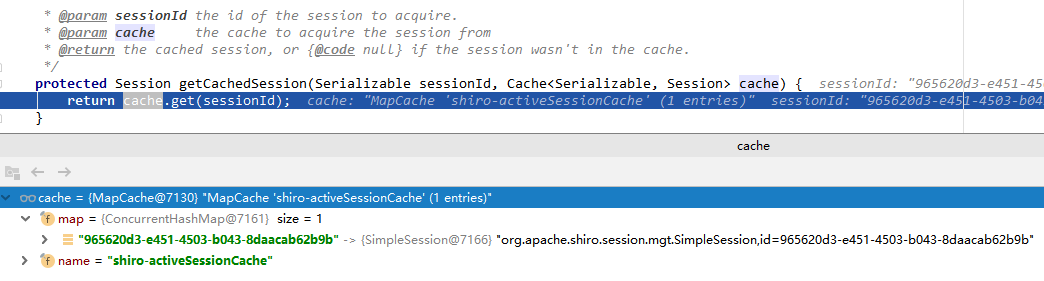 * @param sessionId the id of the session to acquire.
* @param cache     the cache to acquire the session from
* @return the cached session, or {@code null} if the session wasn't in the cache.
*/
protected Session getCachedSession(Serializable sessionId, Cache<Serializable, Session> cache) {  sessionId: "965620d3-e451-45
return cache.get(sessionId);  cache: "MapCache 'shiro-activeSessionCache' (1 entries)"  sessionId: "965620d3-e451-4503-b043
}
cache
cache = {MapCache@7130} "MapCache 'shiro-activeSessionCache' (1 entries)"
map = {ConcurrentHashMap@7161}  size = 1
"965620d3-e451-4503-b043-8daacab62b9b" -> {SimpleSession@7166} "org.apache.shiro.session.mgt.SimpleSession,id=965620d3-e451-4503-b043-8daacab62b9b"
name = "shiro-activeSessionCache"